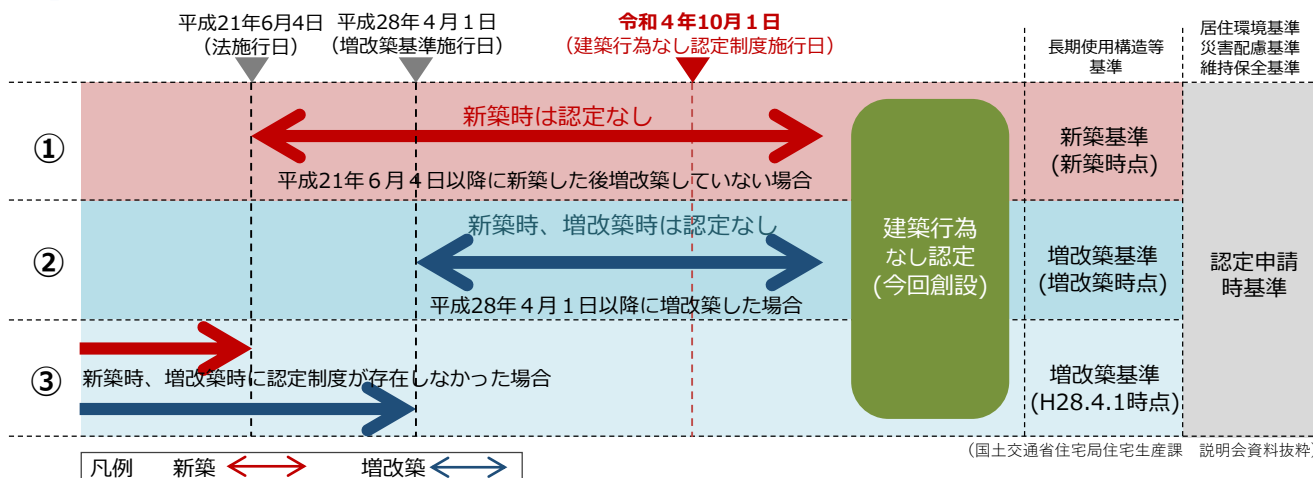 平成21年6月4日
（法施行日）
平成28年４月１日
（増改築基準施行日）
令和４年10月１日
（建築行為なし認定制度施行日）
長期使用構造等
基準
居住環境基準
災害配慮基準
維持保全基準
①
新築時は認定なし
平成21年６月４日以降に新築した後増改築していない場合
新築基準
(新築時点)
②
新築時、増改築時は認定なし
平成28年４月１日以降に増改築した場合
建築行為
なし認定
(今回創設)
増改築基準
(増改築時点)
認定申請
時基準
③
新築時、増改築時に認定制度が存在しなかった場合
増改築基準
(H28.4.1時点)
（国土交通省住宅局住宅生産課　説明会資料抜粋）
凡例　新築　増改築